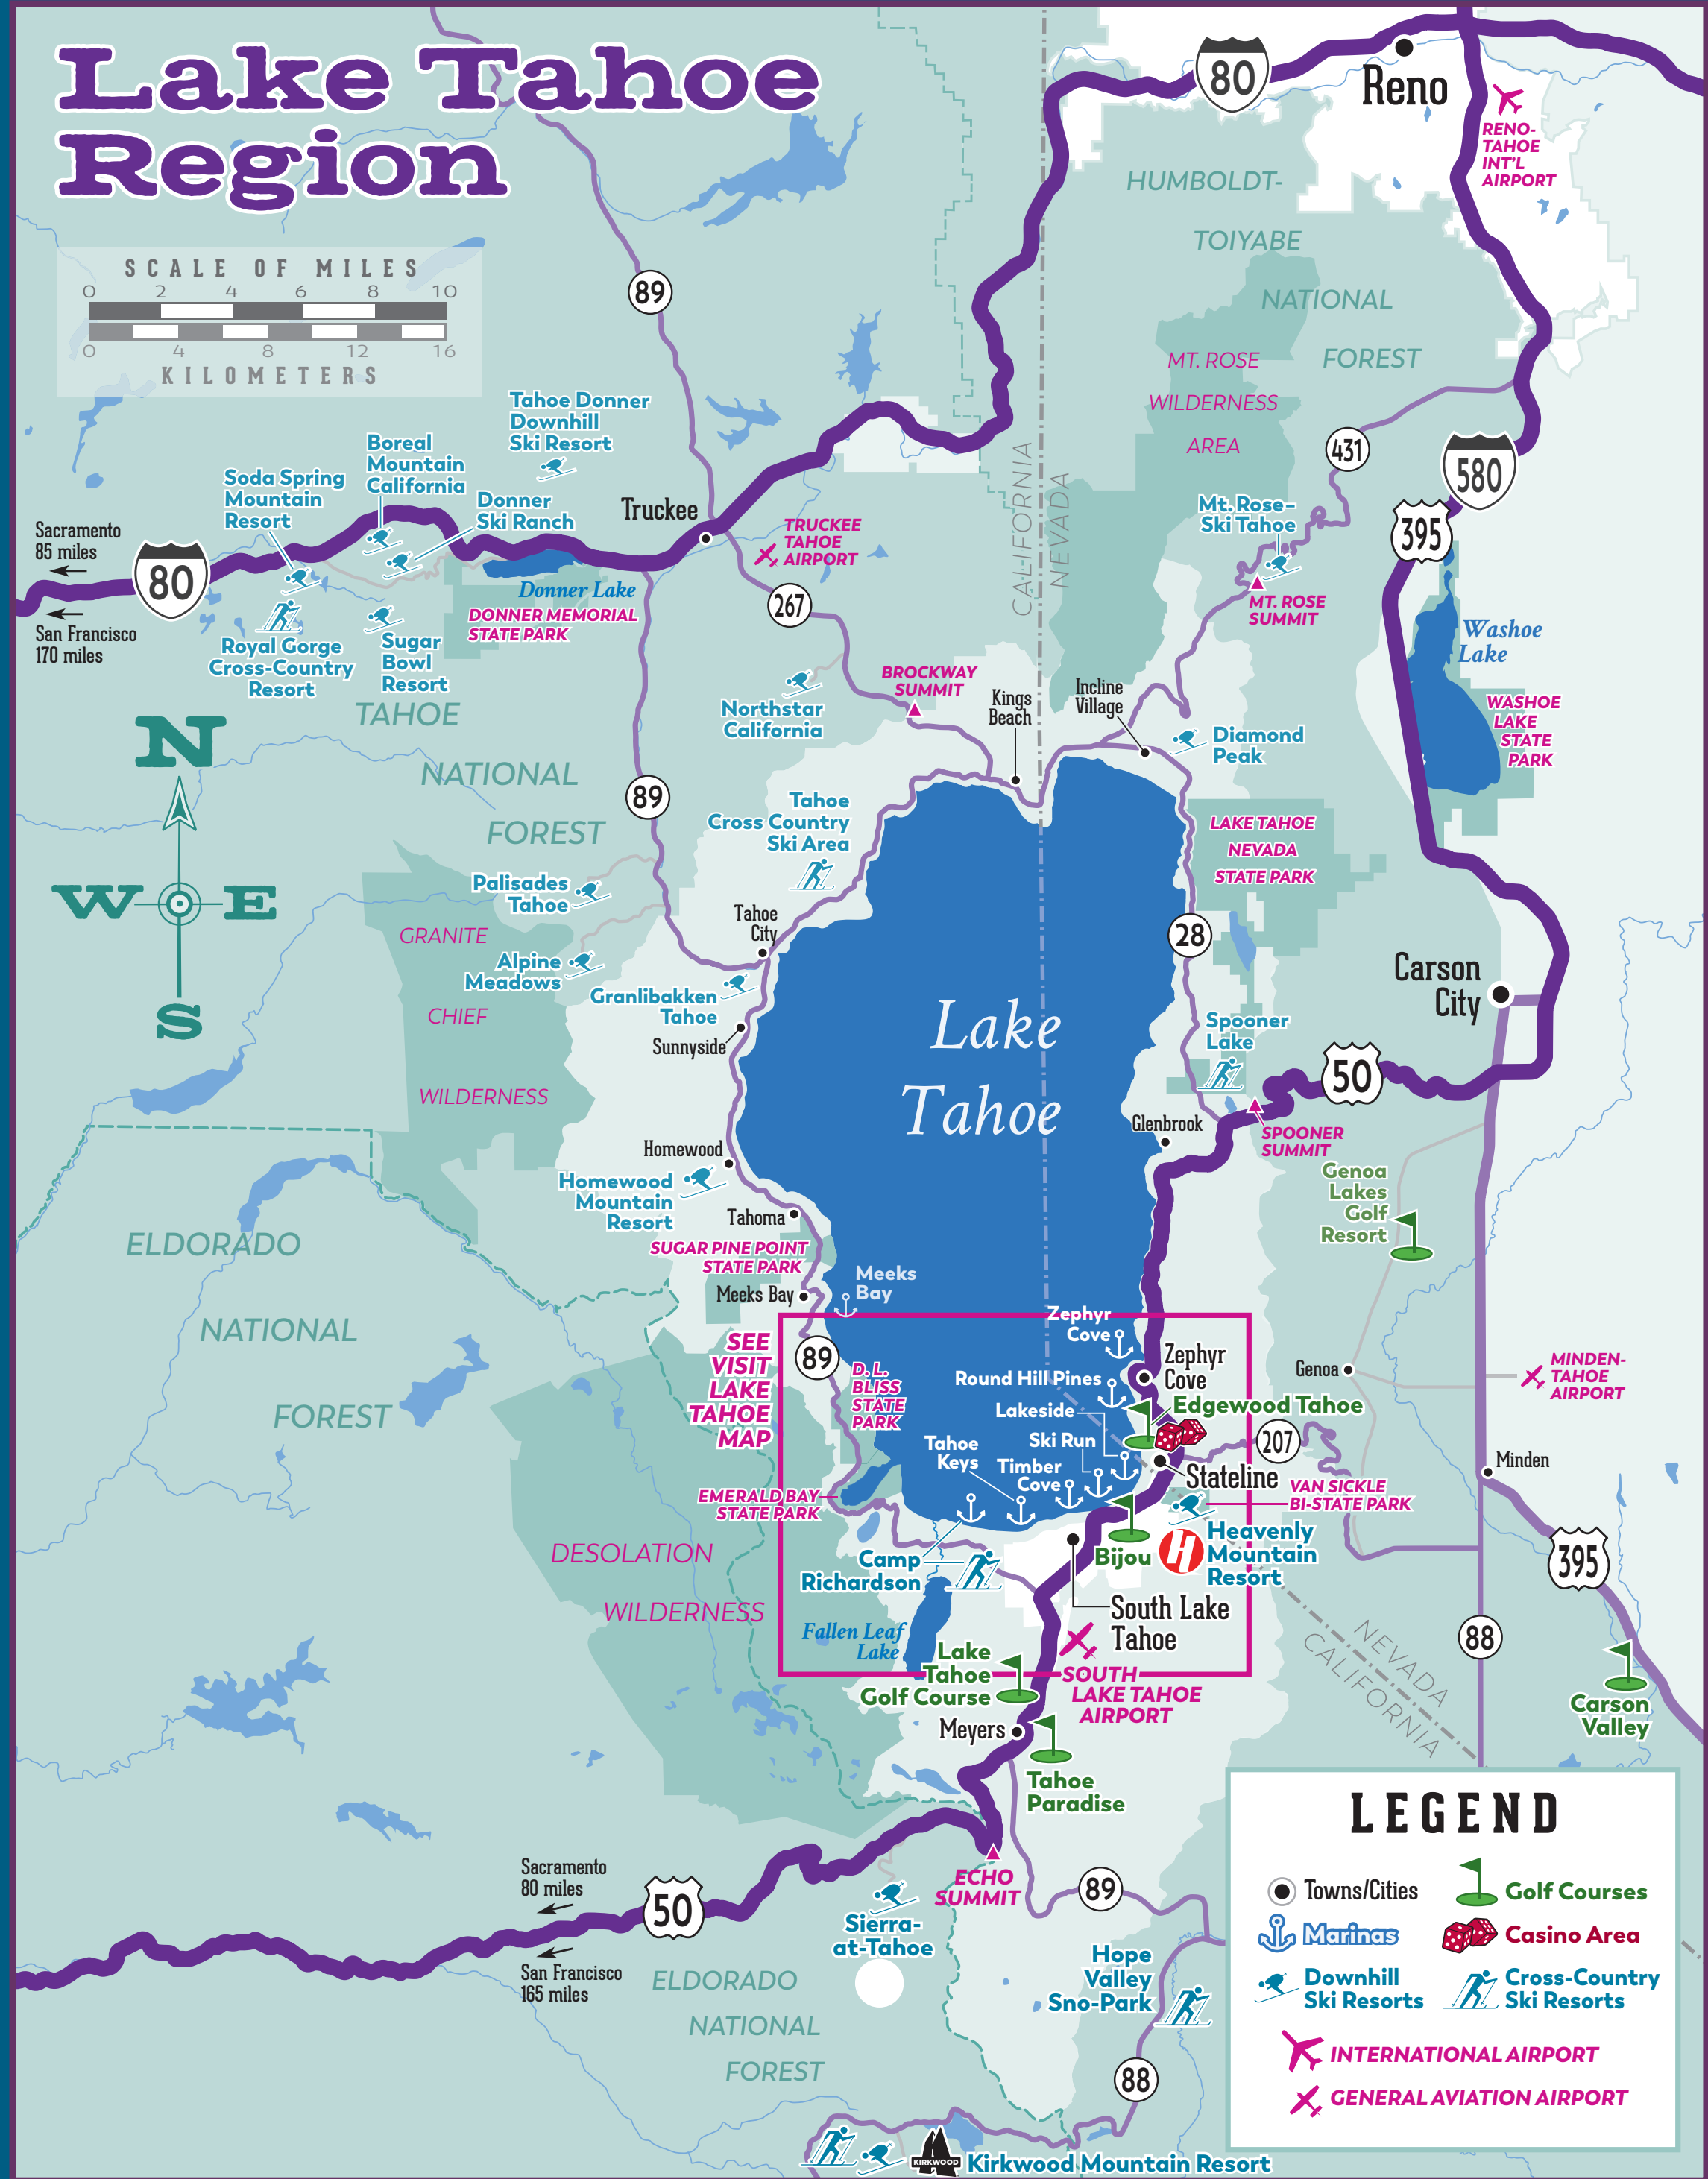 Lake Tahoe
Region
SCALE OF MILES
0 2 4 6 8 10
0 4 8 12 16
KILOMETERS
80
Reno
RENO-
TAHOE
INT'L
AIRPORT
HUMBOLDT-
TOIYABE
NATIONAL
FOREST
89
MT. ROSE
WILDERNESS
AREA
431
580
395
Tahoe Donner
Downhill
Ski Resort
Boreal
Mountain
California
Soda Spring
Mountain
Resort
Donner
Ski Ranch
Truckee
TRUCKEE
TAHOE
AIRPORT
CALIFORNIA
NEVADA
Mt. Rose-
Ski Tahoe
MT. ROSE
SUMMIT
Sacramento
85 miles
80
San Francisco
170 miles
Donner Lake
DONNER MEMORIAL
STATE PARK
267
Royal Gorge
Cross-Country
Resort
Sugar
Bowl
Resort
Washoe
Lake
WASHOE
LAKE
STATE
PARK
BROCKWAY
SUMMIT
Northstar
California
Kings
Beach
Incline
Village
Diamond
Peak
N
W E
S
TAHOE
NATIONAL
FOREST
89
Tahoe
Cross Country
Ski Area
LAKE TAHOE
NEVADA
STATE PARK
Palisades
Tahoe
Tahoe
City
28
GRANITE
CHIEF
WILDERNESS
Alpine
Meadows
Granlibakken
Tahoe
Sunnyside
Lake
Tahoe
Carson
City
Spooner
Lake
50
Glenbrook
SPOONER
SUMMIT
Homewood
Homewood
Mountain
Resort
Tahoma
Genoa
Lakes
Golf
Resort
SUGAR PINE POINT
STATE PARK
Meeks Bay
Meeks
Bay
ELDORADO
NATIONAL
FOREST
SEE
VISIT
LAKE
TAHOE
MAP
89
D. L.
BLISS
STATE
PARK
Zephyr
Cove
Zephyr
Cove
Round Hill Pines
Edgewood Tahoe
Lakeside
Ski Run
Tahoe
Keys
Timber
Cove
207
Stateline
Genoa
MINDEN-
TAHOE
AIRPORT
Minden
EMERALD BAY
STATE PARK
VAN SICKLE
BI-STATE PARK
DESOLATION
WILDERNESS
Camp
Richardson
Bijou
H
Heavenly
Mountain
Resort
395
South Lake
Tahoe
Fallen Leaf
Lake
Lake
Tahoe
Golf Course
SOUTH
LAKE TAHOE
AIRPORT
NEVADA
CALIFORNIA
88
Carson
Valley
Meyers
Tahoe
Paradise
ECHO
SUMMIT
Sacramento
80 miles
50
San Francisco
165 miles
Sierra-
at-Tahoe
89
ELDORADO
NATIONAL
FOREST
Hope
Valley
Sno-Park
88
KIRKWOOD
Kirkwood Mountain Resort
LEGEND
Towns/Cities
Golf Courses
Marinas
Casino Area
Downhill
Ski Resorts
Cross-Country
Ski Resorts
INTERNATIONAL AIRPORT
GENERAL AVIATION AIRPORT